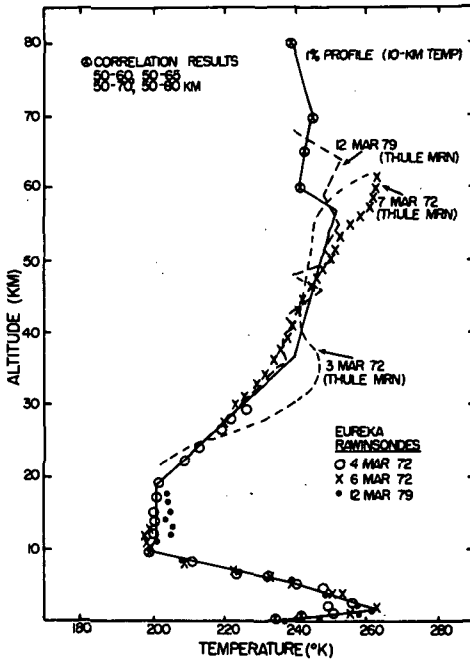 80
⊗ CORRELATION RESULTS
50-60, 50-65
50-70, 50-80 KM
1% PROFILE (10-KM TEMP)
70
12 MAR 79
(THULE MRN)
60
7 MAR 72
(THULE MRN)
50
ALTITUDE (KM)
40
3 MAR 72
(THULE MRN)
30
EUREKA
RAWINSONDES
○ 4 MAR 72
× 6 MAR 72
• 12 MAR 79
20
10
180
200
220
240
260
280
TEMPERATURE (°K)